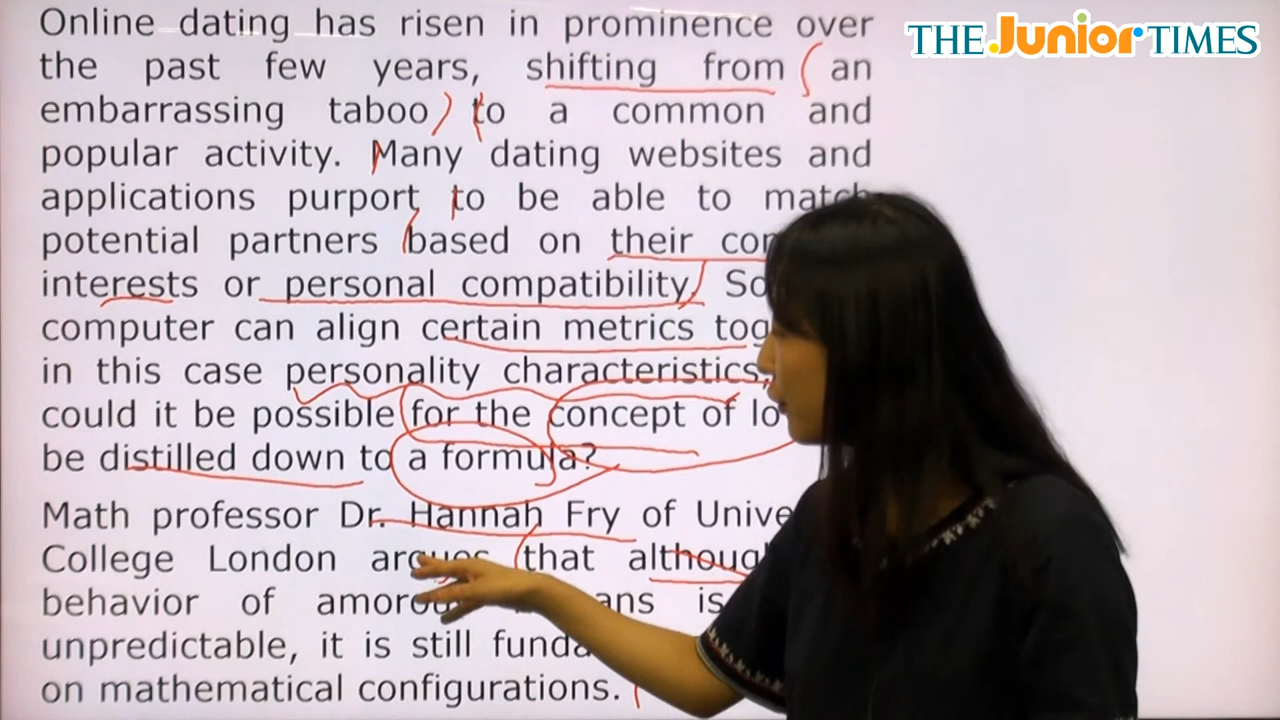 THE Junior TIMES
Online dating has risen in prominence over
the past few years, shifting from an
embarrassing taboo to a common and
popular activity. Many dating websites and
applications purport to be able to match
potential partners based on their
interests or personal compatibility.
computer can align certain metrics
in this case personality characteristics,
could it be possible for the concept of
be distilled down to a formula?
Math professor Dr. Hannah Fry of
College London argues that
behavior of is
unpredictable, it is still
on mathematical configurations.